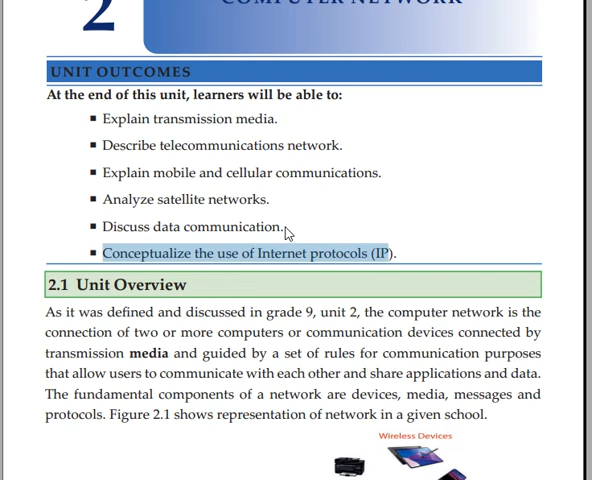 2
COMPUTER NETWORK
UNIT OUTCOMES
At the end of this unit, learners will be able to:
▪ Explain transmission media.
▪ Describe telecommunications network.
▪ Explain mobile and cellular communications.
▪ Analyze satellite networks.
▪ Discuss data communication.
▪ Conceptualize the use of Internet protocols (IP).
2.1 Unit Overview
As it was defined and discussed in grade 9, unit 2, the computer network is the
connection of two or more computers or communication devices connected by
transmission media and guided by a set of rules for communication purposes
that allow users to communicate with each other and share applications and data.
The fundamental components of a network are devices, media, messages and
protocols. Figure 2.1 shows representation of network in a given school.
Wireless Devices